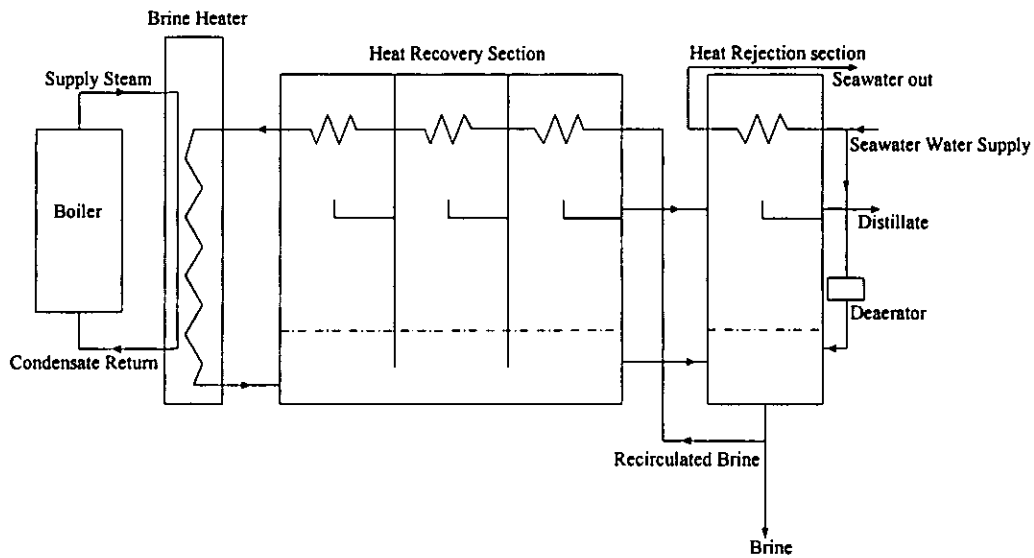 Brine Heater
Heat Recovery Section
Heat Rejection section
Supply Steam
Seawater out
Seawater Water Supply
Boiler
Distillate
Deaerator
Condensate Return
Recirculated Brine
Brine